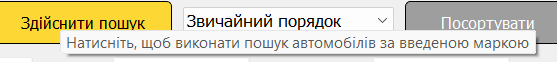 Здійснити пошук Звичайний порядок Посортувати
Натисніть, щоб виконати пошук автомобілів за введеною маркою